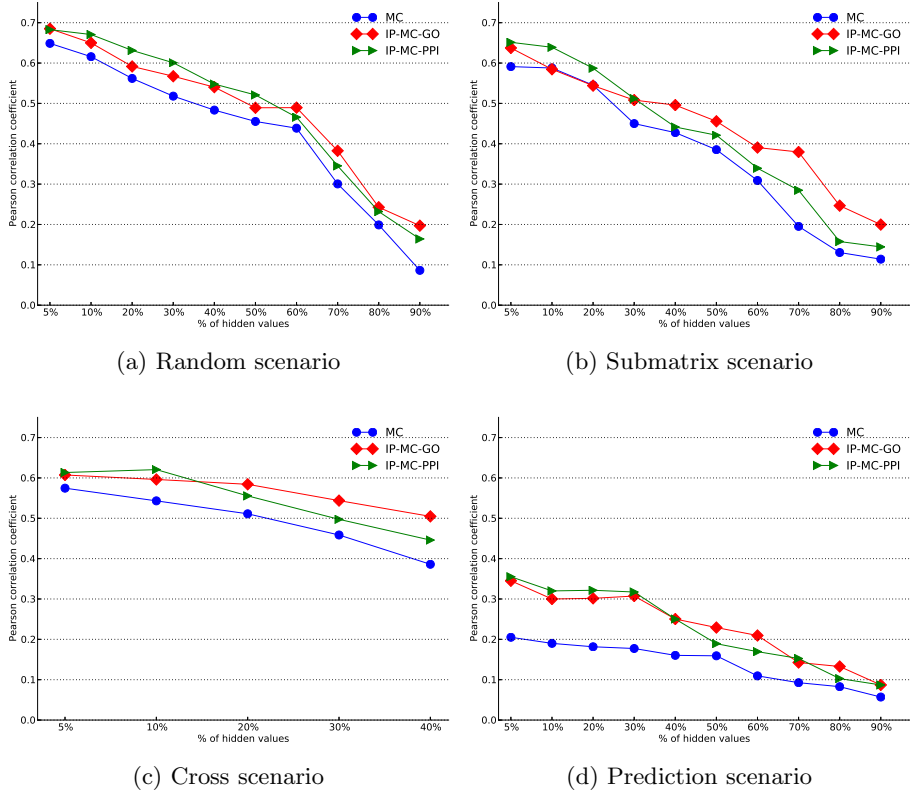 MC
IP-MC-GO
IP-MC-PPI
Pearson correlation coefficient
0.7
0.6
0.5
0.4
0.3
0.2
0.1
0.0
5% 10% 20% 30% 40% 50% 60% 70% 80% 90%
% of hidden values
(a) Random scenario
MC
IP-MC-GO
IP-MC-PPI
Pearson correlation coefficient
0.7
0.6
0.5
0.4
0.3
0.2
0.1
0.0
5% 10% 20% 30% 40% 50% 60% 70% 80% 90%
% of hidden values
(b) Submatrix scenario
MC
IP-MC-GO
IP-MC-PPI
Pearson correlation coefficient
0.7
0.6
0.5
0.4
0.3
0.2
0.1
0.0
5% 10% 20% 30% 40%
% of hidden values
(c) Cross scenario
MC
IP-MC-GO
IP-MC-PPI
Pearson correlation coefficient
0.7
0.6
0.5
0.4
0.3
0.2
0.1
0.0
5% 10% 20% 30% 40% 50% 60% 70% 80% 90%
% of hidden values
(d) Prediction scenario